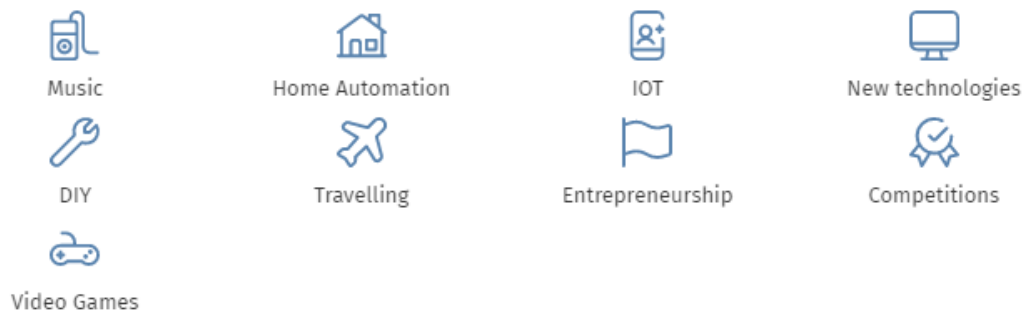 Music
Home Automation
IOT
New technologies
DIY
Travelling
Entrepreneurship
Competitions
Video Games